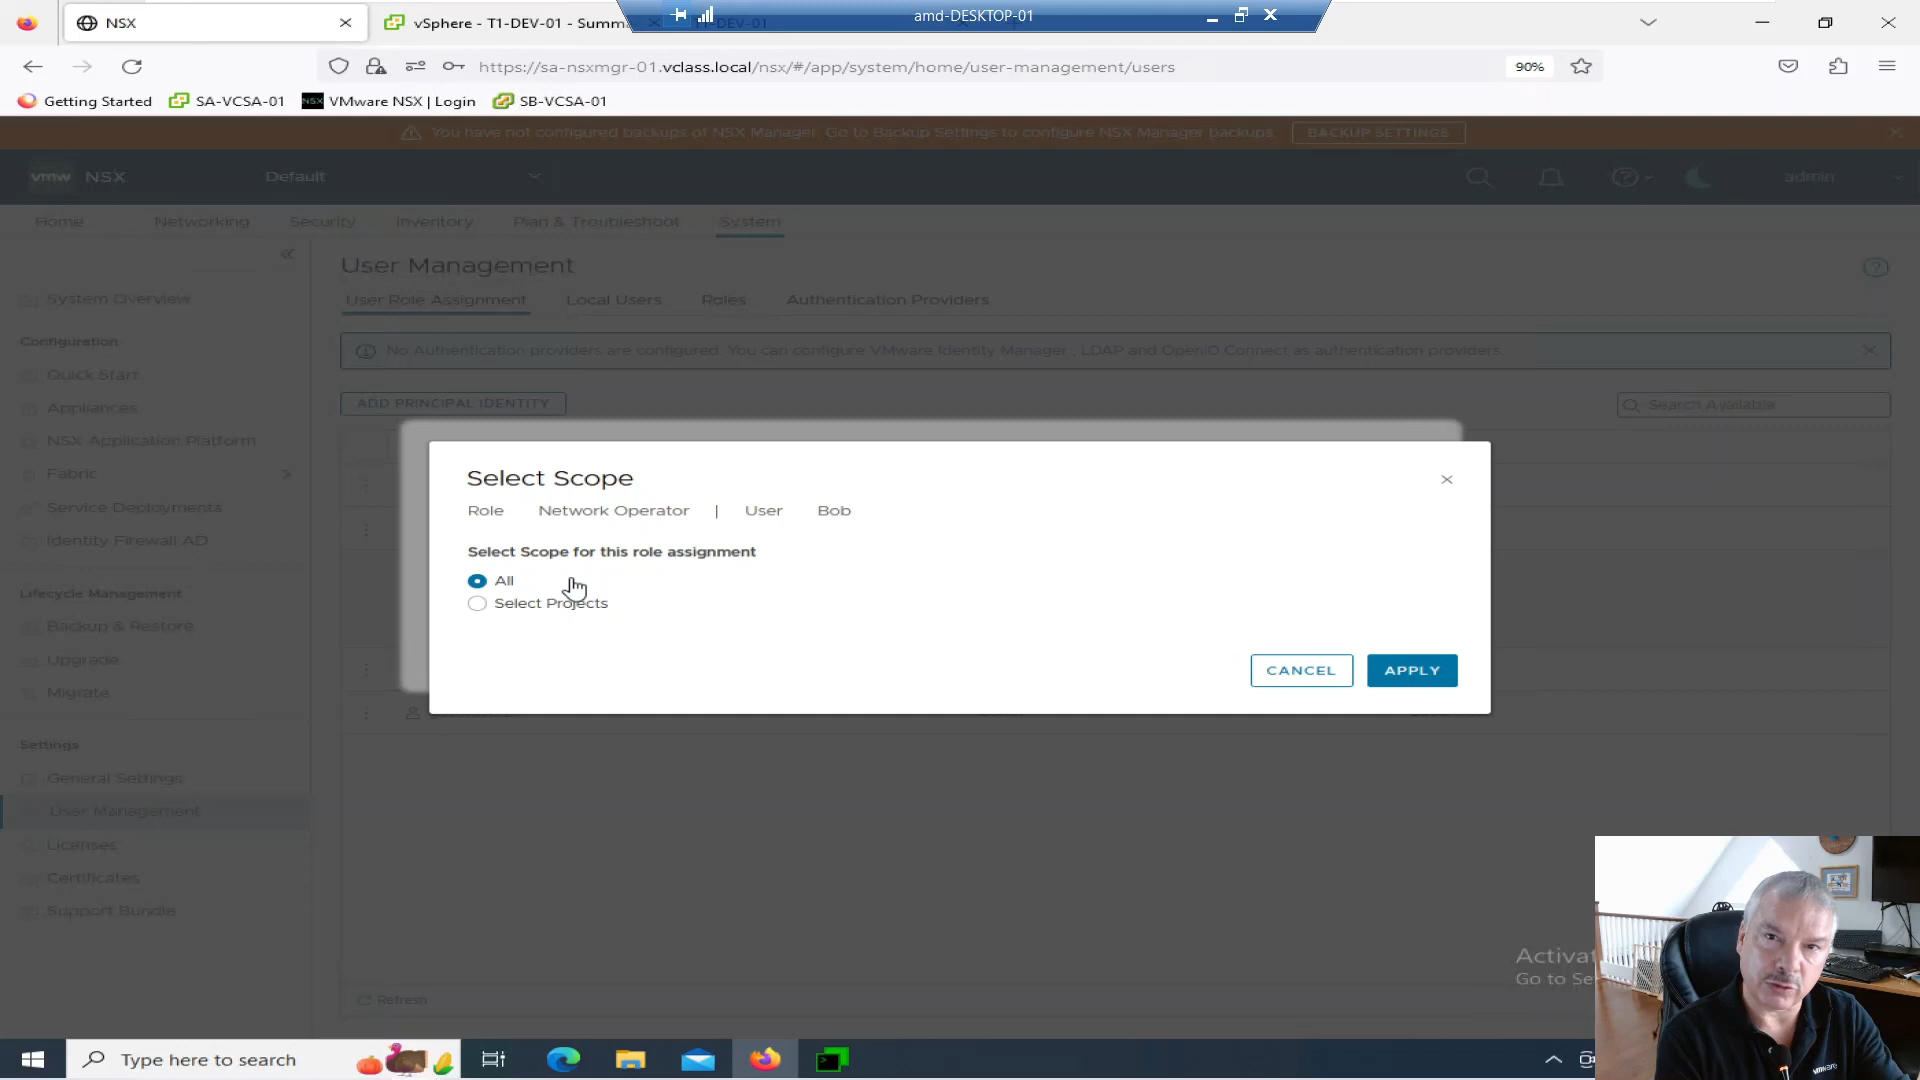 NSX
vSphere - T1-DEV-01 - Summ
amd-DESKTOP-01
https://sa-nsxmgr-01.vclass.local/nsx/#/app/system/home/user-management/users
90%
Getting Started
SA-VCSA-01
VMware NSX | Login
SB-VCSA-01
You have not configured backups of NSX Manager. Go to Backup Settings to configure NSX Manager backups.
BACKUP SETTINGS
vmw NSX
Default
admin
Home
Networking
Security
Inventory
Plan & Troubleshoot
System
System Overview
Configuration
Quick Start
Appliances
NSX Application Platform
Fabric
Service Deployments
Identity Firewall AD
Lifecycle Management
Backup & Restore
Upgrade
Migrate
Settings
General Settings
User Management
Licenses
Certificates
Support Bundle
User Management
User Role Assignment
Local Users
Roles
Authentication Providers
No Authentication providers are configured. You can configure VMware Identity Manager , LDAP and OpenID Connect as authentication providers.
ADD PRINCIPAL IDENTITY
Search Available
Select Scope
Role Network Operator | User Bob
Select Scope for this role assignment
All
Select Projects
CANCEL
APPLY
Refresh
Activat
Go to Se
Type here to search